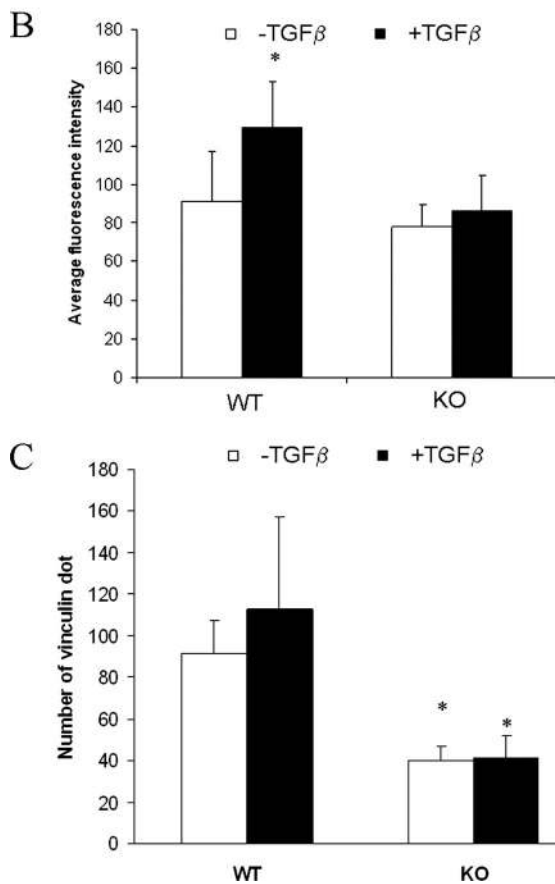 B
180
-TGFβ +TGFβ
160
*
140
120
100
80
60
40
20
0
Average fluorescence intensity
WT KO
C
180
-TGFβ +TGFβ
160
140
120
100
80
60
40
20
0
* *
Number of vinculin dot
WT KO